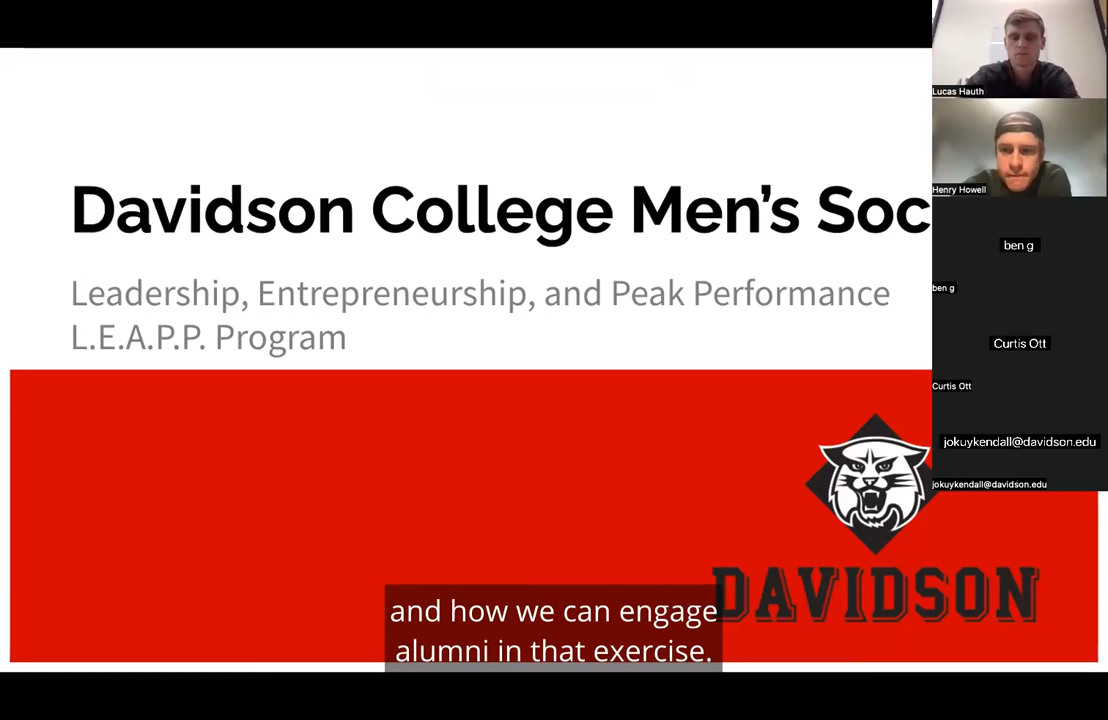 Davidson College Men's Soc
Leadership, Entrepreneurship, and Peak Performance
L.E.A.P.P. Program
DAVIDSON
and how we can engage
alumni in that exercise.
Lucas Hauth
Henry Howell
ben g
ben g
Curtis Ott
Curtis Ott
jokuykendall@davidson.edu
jokuykendall@davidson.edu